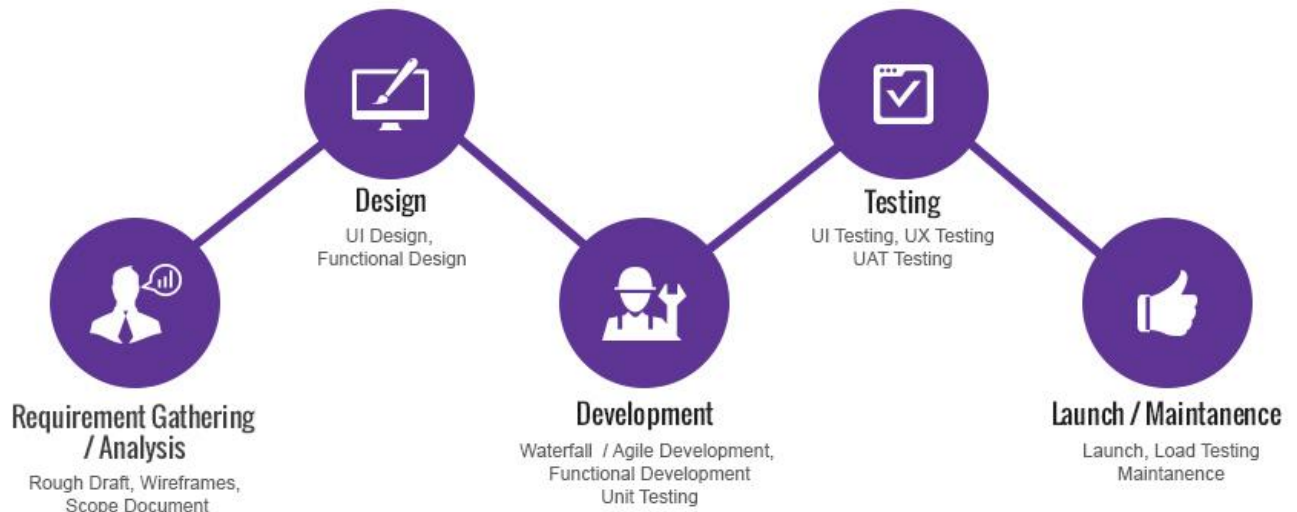 Requirement Gathering
/ Analysis
Rough Draft, Wireframes,
Scope Document
Design
UI Design,
Functional Design
Development
Waterfall / Agile Development,
Functional Development
Unit Testing
Testing
UI Testing, UX Testing
UAT Testing
Launch / Maintanence
Launch, Load Testing
Maintanence